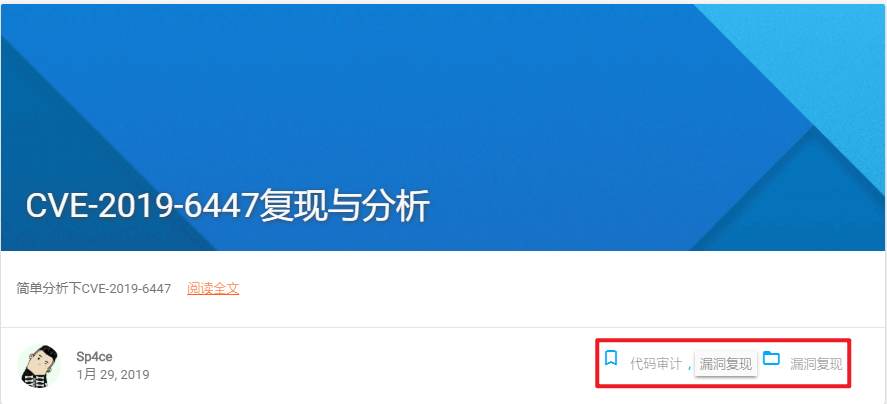 CVE-2019-6447复现与分析
简单分析下CVE-2019-6447 阅读全文
Sp4ce
1月 29, 2019
代码审计 , 漏洞复现 漏洞复现